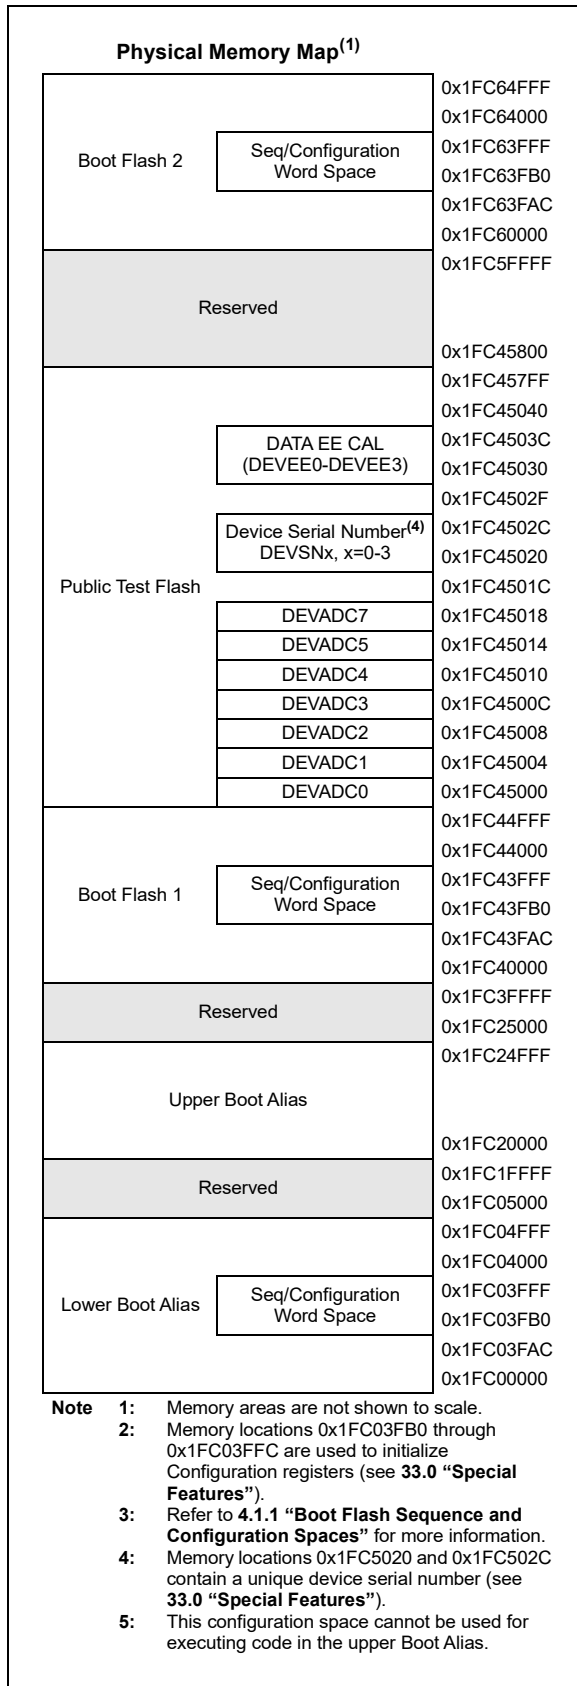 Physical Memory Map(1)
0x1FC64FFF
0x1FC64000
Boot Flash 2
Seq/Configuration
Word Space
0x1FC63FFF
0x1FC63FB0
0x1FC63FAC
0x1FC60000
0x1FC5FFFF
Reserved
0x1FC45800
0x1FC457FF
0x1FC45040
DATA EE CAL
(DEVEE0-DEVEE3)
0x1FC4503C
0x1FC45030
0x1FC4502F
Device Serial Number(4)
DEVSNx, x=0-3
0x1FC4502C
0x1FC45020
Public Test Flash
0x1FC4501C
DEVADC7 0x1FC45018
DEVADC5 0x1FC45014
DEVADC4 0x1FC45010
DEVADC3 0x1FC4500C
DEVADC2 0x1FC45008
DEVADC1 0x1FC45004
DEVADC0 0x1FC45000
0x1FC44FFF
0x1FC44000
Boot Flash 1
Seq/Configuration
Word Space
0x1FC43FFF
0x1FC43FB0
0x1FC43FAC
0x1FC40000
Reserved
0x1FC3FFFF
0x1FC25000
0x1FC24FFF
Upper Boot Alias
0x1FC20000
Reserved
0x1FC1FFFF
0x1FC05000
0x1FC04FFF
0x1FC04000
Lower Boot Alias
Seq/Configuration
Word Space
0x1FC03FFF
0x1FC03FB0
0x1FC03FAC
0x1FC00000
Note 1: Memory areas are not shown to scale.
2: Memory locations 0x1FC03FB0 through
0x1FC03FFC are used to initialize
Configuration registers (see 33.0 “Special
Features”).
3: Refer to 4.1.1 “Boot Flash Sequence and
Configuration Spaces” for more information.
4: Memory locations 0x1FC5020 and 0x1FC502C
contain a unique device serial number (see
33.0 “Special Features”).
5: This configuration space cannot be used for
executing code in the upper Boot Alias.